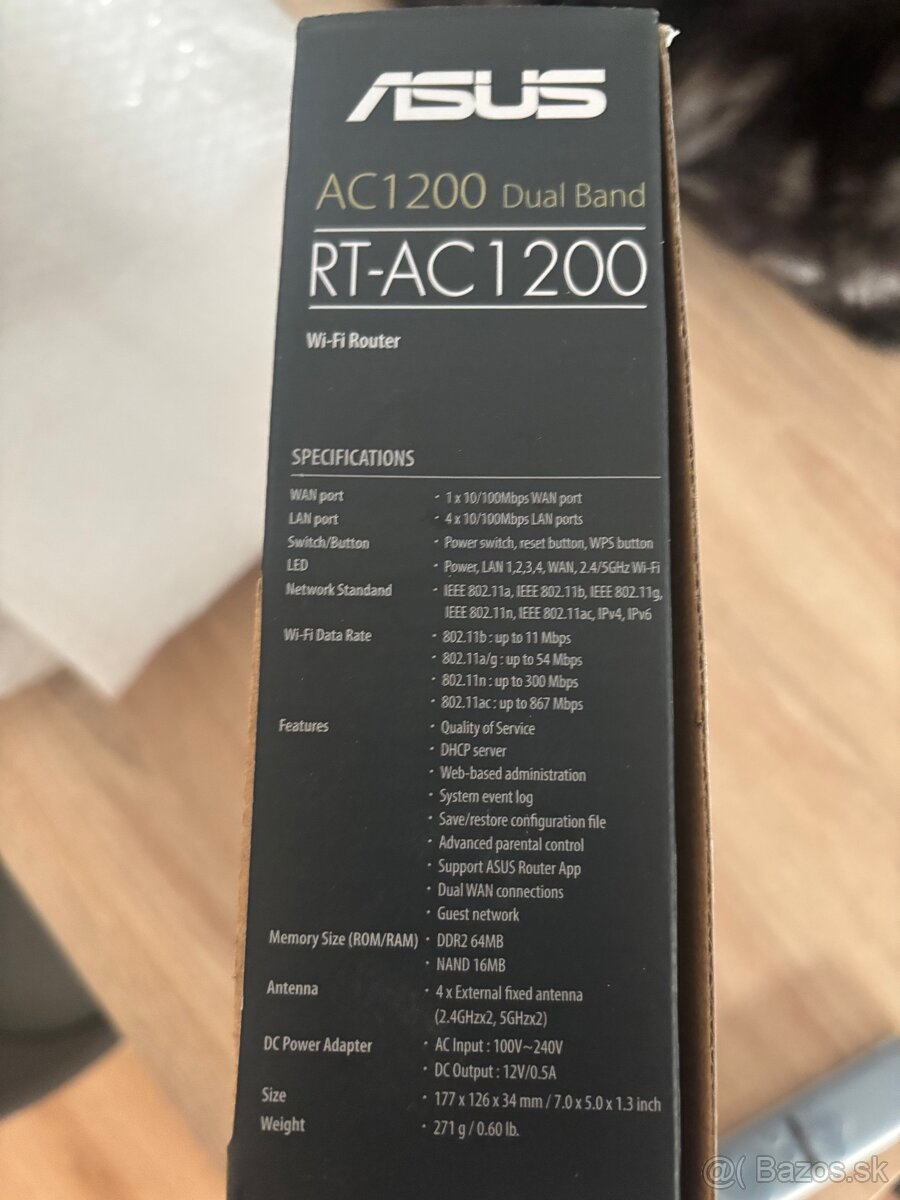 ASUS
AC1200 Dual Band
RT-AC1200
Wi-Fi Router
SPECIFICATIONS
WAN port · 1 x 10/100Mbps WAN port
LAN port · 4 x 10/100Mbps LAN ports
Switch/Button · Power switch, reset button, WPS button
LED · Power, LAN 1,2,3,4, WAN, 2.4/5GHz Wi-Fi
Network Standard · IEEE 802.11a, IEEE 802.11b, IEEE 802.11g,
IEEE 802.11n, IEEE 802.11ac, IPv4, IPv6
Wi-Fi Data Rate · 802.11b : up to 11 Mbps
· 802.11a/g : up to 54 Mbps
· 802.11n : up to 300 Mbps
· 802.11ac : up to 867 Mbps
Features · Quality of Service
· DHCP server
· Web-based administration
· System event log
· Save/restore configuration file
· Advanced parental control
· Support ASUS Router App
· Dual WAN connections
· Guest network
Memory Size (ROM/RAM) · DDR2 64MB
· NAND 16MB
Antenna · 4 x External fixed antenna
(2.4GHzx2, 5GHzx2)
DC Power Adapter · AC Input : 100V~240V
· DC Output : 12V/0.5A
Size · 177 x 126 x 34 mm / 7.0 x 5.0 x 1.3 inch
Weight · 271 g / 0.60 lb.
@( Bazos.sk